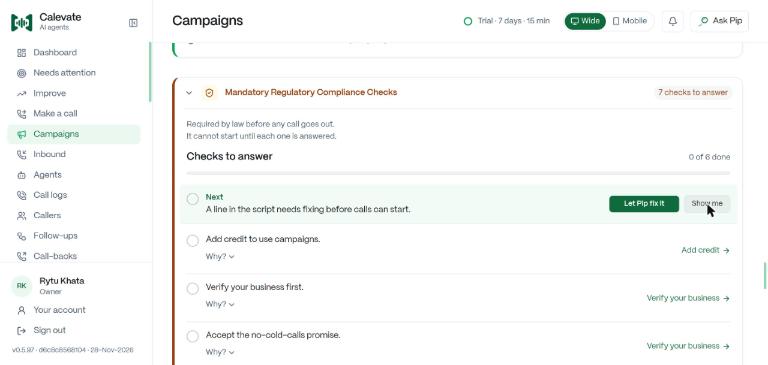 Calevate
AI agents
Dashboard
Needs attention
Improve
Make a call
Campaigns
Inbound
Agents
Call logs
Callers
Follow-ups
Call-backs
RK
Rytu Khata
Owner
Your account
Sign out
v0.5.97 · d6c8c8568104 · 28-Nov-2026
Campaigns
Trial · 7 days · 15 min
Wide
Mobile
Ask Pip
Mandatory Regulatory Compliance Checks
7 checks to answer
Required by law before any call goes out.
It cannot start until each one is answered.
Checks to answer
0 of 6 done
Next
A line in the script needs fixing before calls can start.
Let Pip fix it
Show me
Add credit to use campaigns.
Why?
Add credit →
Verify your business first.
Why?
Verify your business →
Accept the no-cold-calls promise.
Why?
Verify your business →